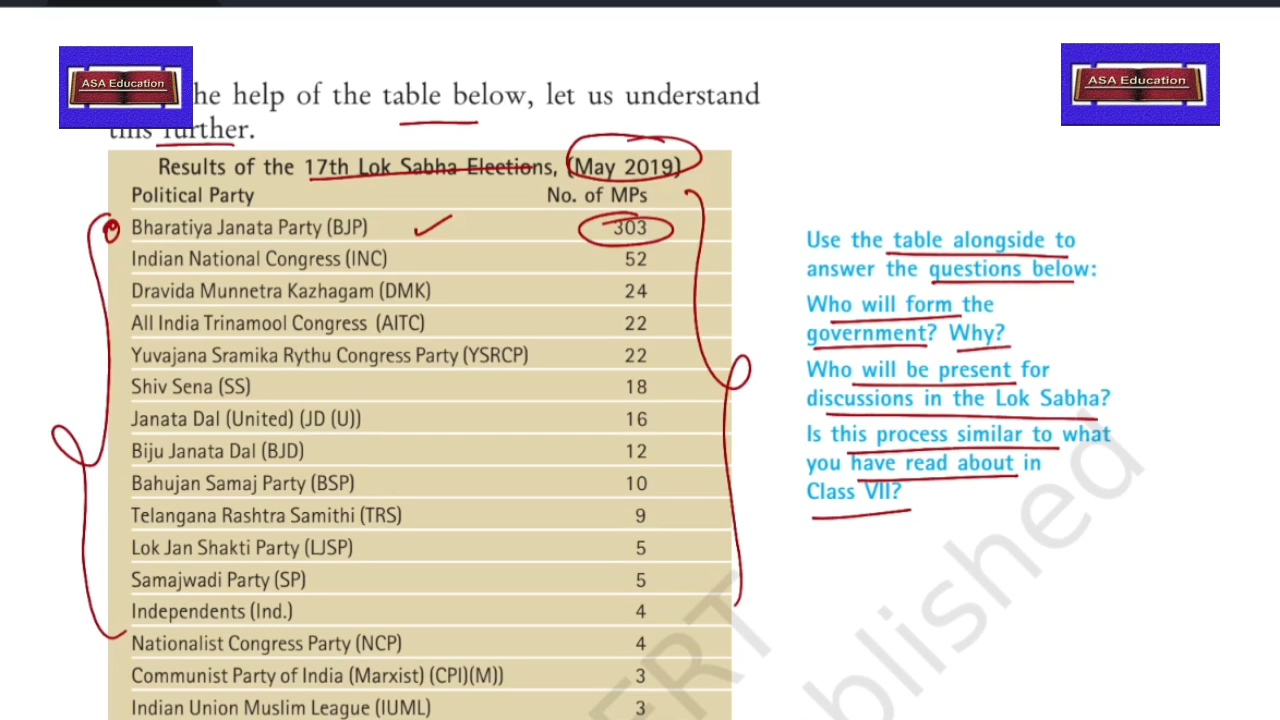 ASA Education
ASA Education
he help of the table below, let us understand
this further.
Results of the 17th Lok Sabha Elections, (May 2019)
Political Party No. of MPs
Bharatiya Janata Party (BJP) 303
Indian National Congress (INC) 52
Dravida Munnetra Kazhagam (DMK) 24
All India Trinamool Congress (AITC) 22
Yuvajana Sramika Rythu Congress Party (YSRCP) 22
Shiv Sena (SS) 18
Janata Dal (United) (JD (U)) 16
Biju Janata Dal (BJD) 12
Bahujan Samaj Party (BSP) 10
Telangana Rashtra Samithi (TRS) 9
Lok Jan Shakti Party (LJSP) 5
Samajwadi Party (SP) 5
Independents (Ind.) 4
Nationalist Congress Party (NCP) 4
Communist Party of India (Marxist) (CPI)(M)) 3
Indian Union Muslim League (IUML) 3
Use the table alongside to
answer the questions below:
Who will form the
government? Why?
Who will be present for
discussions in the Lok Sabha?
Is this process similar to what
you have read about in
Class VII?
ERT
blished